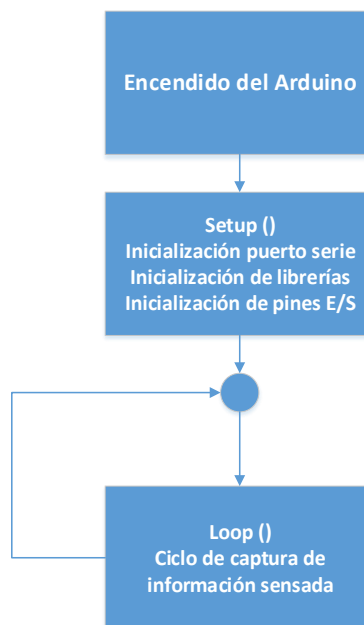 Encendido del Arduino
Setup ()
Inicialización puerto serie
Inicialización de librerías
Inicialización de pines E/S
Loop ()
Ciclo de captura de
información sensada